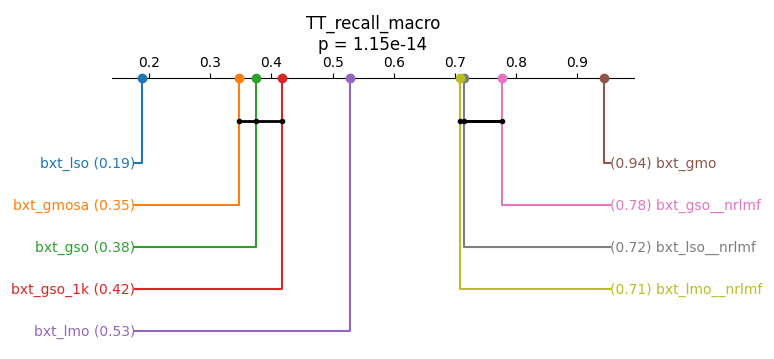 TT_recall_macro
p = 1.15e-14
0.2 0.3 0.4 0.5 0.6 0.7 0.8 0.9
bxt_lso (0.19)
(0.94) bxt_gmo
bxt_gmosa (0.35)
(0.78) bxt_gso__nrlmf
bxt_gso (0.38)
(0.72) bxt_lso__nrlmf
bxt_gso_1k (0.42)
(0.71) bxt_lmo__nrlmf
bxt_lmo (0.53)